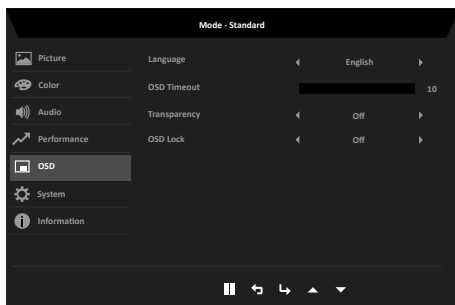 Mode - Standard
Picture
Language English
Color
OSD Timeout 10
Audio
Transparency Off
Performance
OSD Lock Off
OSD
System
Information